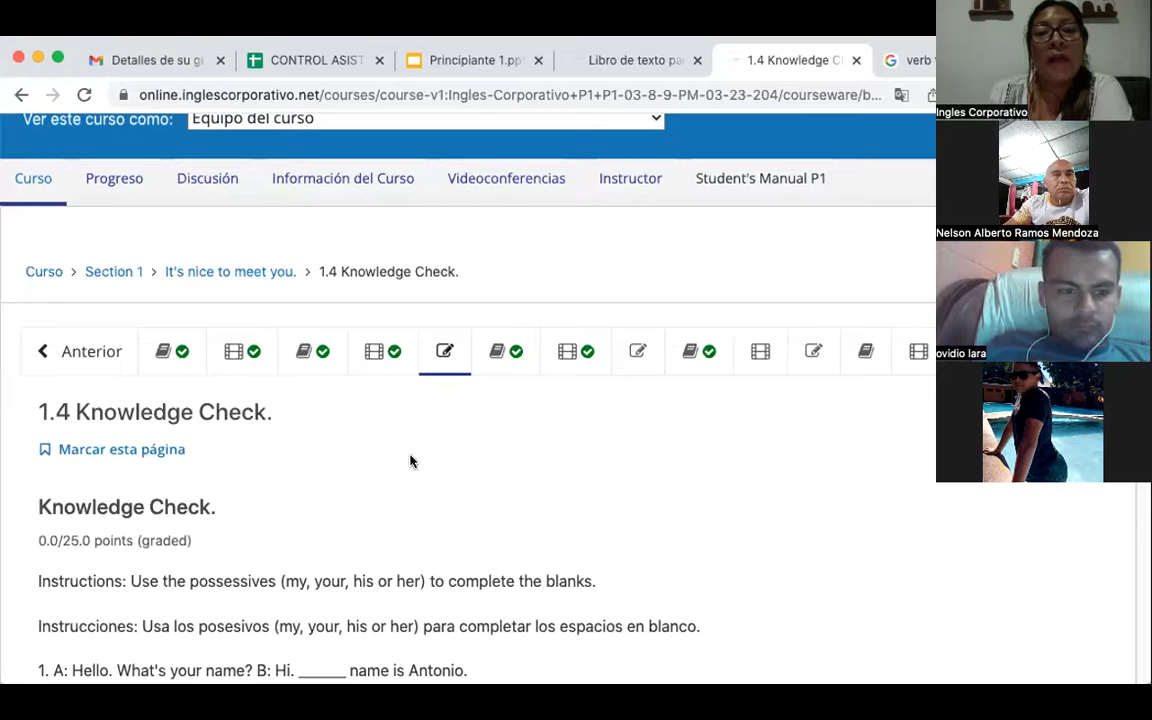 Detalles de su g
CONTROL ASIST
Principiante 1.pp
Libro de texto pa
1.4 Knowledge C
verb
online.inglescorporativo.net/courses/course-v1:Ingles-Corporativo+P1+P1-03-8-9-PM-03-23-204/courseware/b...
Ver este curso como:
Equipo del curso
Curso
Progreso
Discusión
Información del Curso
Videoconferencias
Instructor
Student's Manual P1
Curso > Section 1 > It's nice to meet you. > 1.4 Knowledge Check.
Anterior
1.4 Knowledge Check.
Marcar esta página
Knowledge Check.
0.0/25.0 points (graded)
Instructions: Use the possessives (my, your, his or her) to complete the blanks.
Instrucciones: Usa los posesivos (my, your, his or her) para completar los espacios en blanco.
1. A: Hello. What's your name? B: Hi. ______ name is Antonio.
Ingles Corporativo
Nelson Alberto Ramos Mendoza
ovidio lara